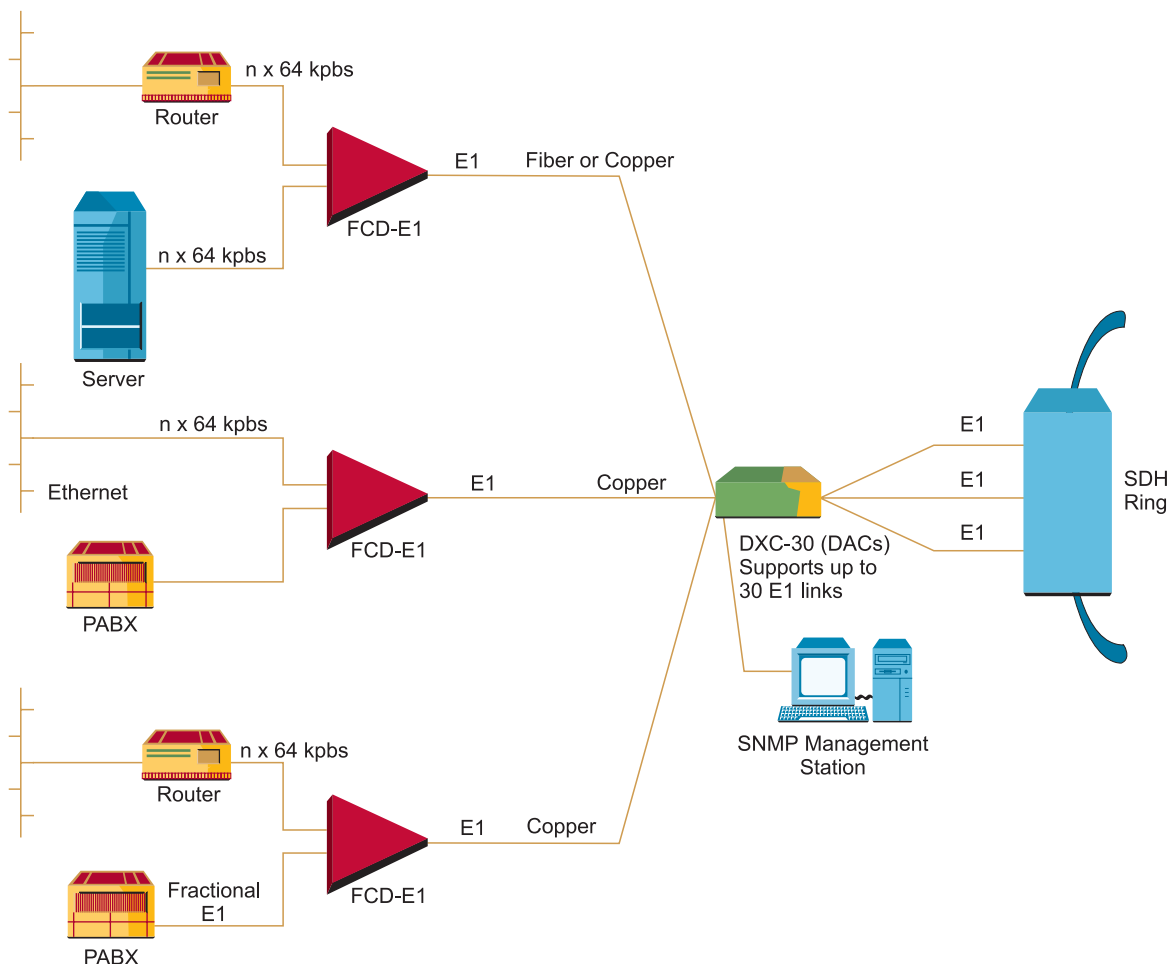 n x 64 kpbs
Router
E1
Fiber or Copper
FCD-E1
n x 64 kpbs
Server
n x 64 kpbs
Ethernet
E1
Copper
FCD-E1
PABX
DXC-30 (DACs)
Supports up to
30 E1 links
E1
E1
E1
SDH
Ring
SNMP Management
Station
n x 64 kpbs
Router
E1
Copper
FCD-E1
Fractional
E1
PABX